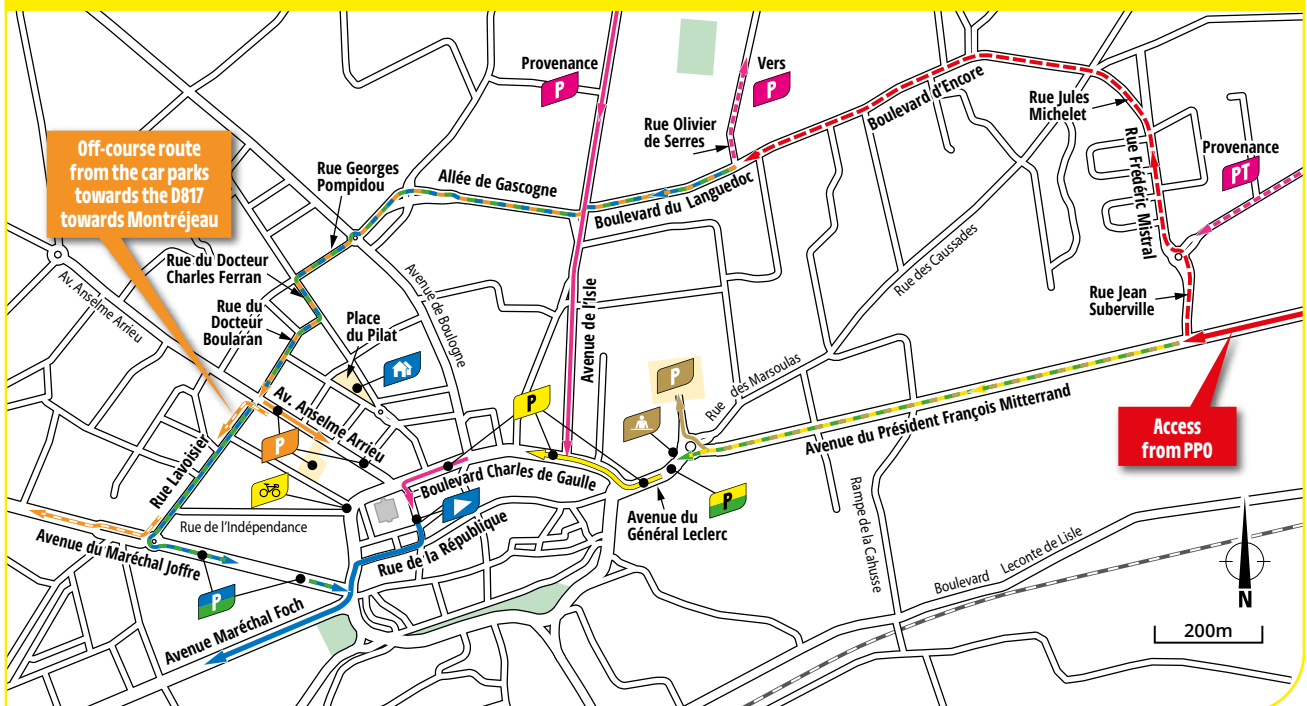 Provenance
P
Vers
P
Boulevard d'Encore
Rue Jules
Michelet
Rue Olivier
de Serres
Rue Frédéric Mistral
Provenance
PT
Off-course route
from the car parks
towards the D817
towards Montréjeau
Rue Georges
Pompidou
Allée de Gascogne
Boulevard du Languedoc
Rue des Caussades
Rue du Docteur
Charles Ferran
Av. Anselme Arrieu
Avenue de Boulogne
Avenue de l'Isle
Rue Jean
Suberville
Rue du
Docteur
Boularan
Place
du Pilat
P
P
Rue des Marsoulas
Av. Anselme Arrieu
Avenue du Président François Mitterrand
Access
from PPO
P
Rue Lavoisier
Boulevard Charles de Gaulle
Rue de l'Indépendance
Rue de la République
P
Avenue du
Général Leclerc
Rampe de la Cahusse
Avenue du Maréchal Joffre
Boulevard Leconte de Lisle
P
Avenue Maréchal Foch
N
200m